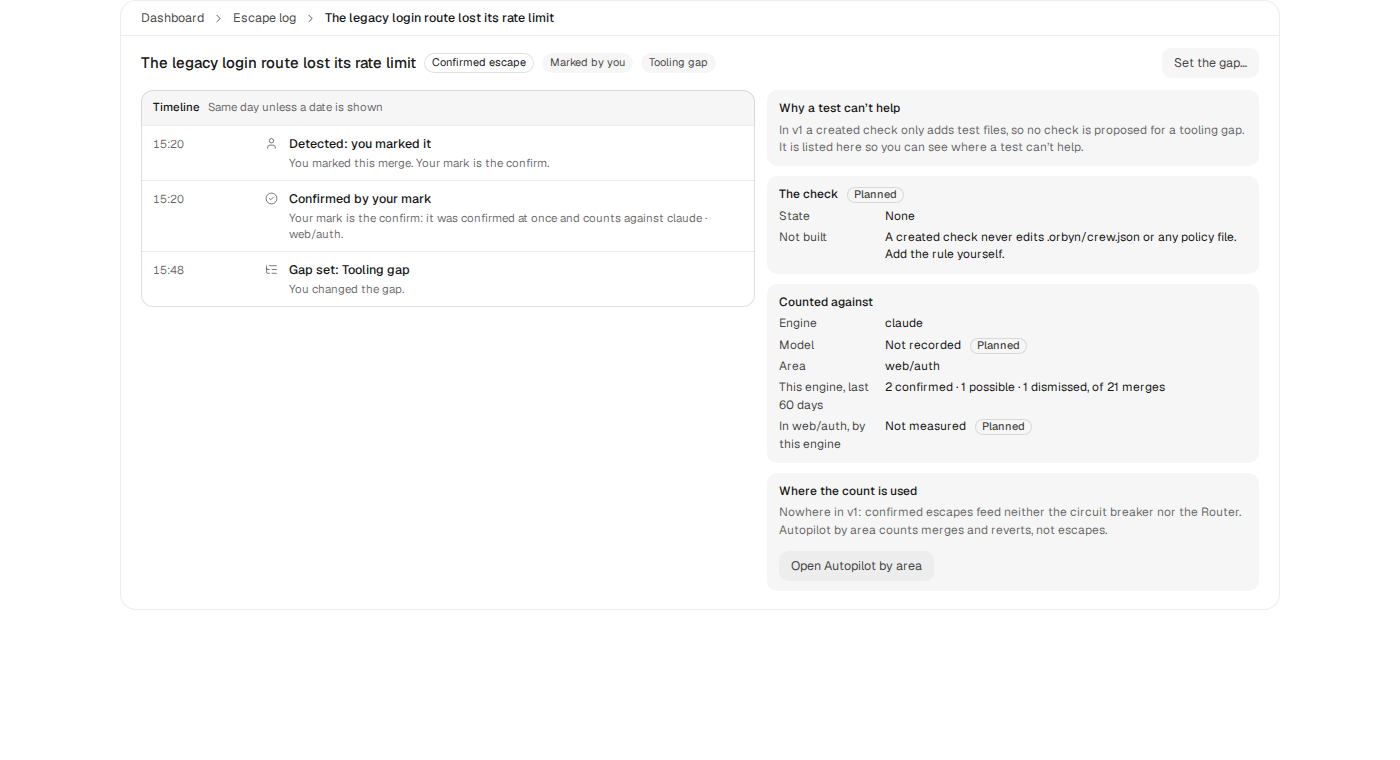 Dashboard > Escape log > The legacy login route lost its rate limit
The legacy login route lost its rate limit Confirmed escape Marked by you Tooling gap Set the gap...
Timeline Same day unless a date is shown
15:20 Detected: you marked it
You marked this merge. Your mark is the confirm.
15:20 Confirmed by your mark
Your mark is the confirm: it was confirmed at once and counts against claude ·
web/auth.
15:48 Gap set: Tooling gap
You changed the gap.
Why a test can't help
In v1 a created check only adds test files, so no check is proposed for a tooling gap.
It is listed here so you can see where a test can't help.
The check Planned
State None
Not built A created check never edits .orbyn/crew.json or any policy file.
Add the rule yourself.
Counted against
Engine claude
Model Not recorded Planned
Area web/auth
This engine, last 2 confirmed · 1 possible · 1 dismissed, of 21 merges
60 days
In web/auth, by Not measured Planned
this engine
Where the count is used
Nowhere in v1: confirmed escapes feed neither the circuit breaker nor the Router.
Autopilot by area counts merges and reverts, not escapes.
Open Autopilot by area